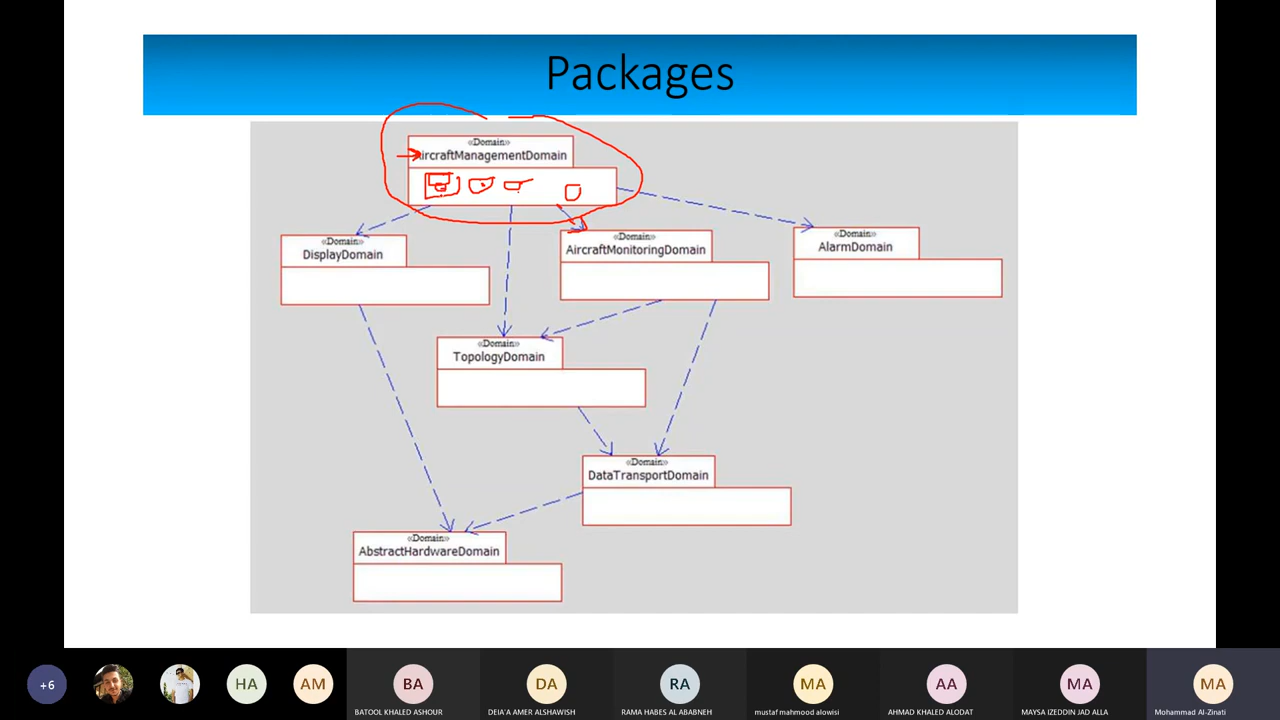 Packages
«Domain»
ircraftManagementDomain
«Domain»
DisplayDomain
«Domain»
AircraftMonitoringDomain
«Domain»
AlarmDomain
«Domain»
TopologyDomain
«Domain»
DataTransportDomain
«Domain»
AbstractHardwareDomain
+6
HA
AM
BA
DA
RA
MA
AA
MA
MA
BATOOL KHALED ASHOUR
DEIA'A AMER ALSHAWISH
RAMA HABES AL ABABNEH
mustaf mahmood alowisi
AHMAD KHALED ALODAT
MAYSA IZEDDIN JAD ALLA
Mohammad Al-Zinati